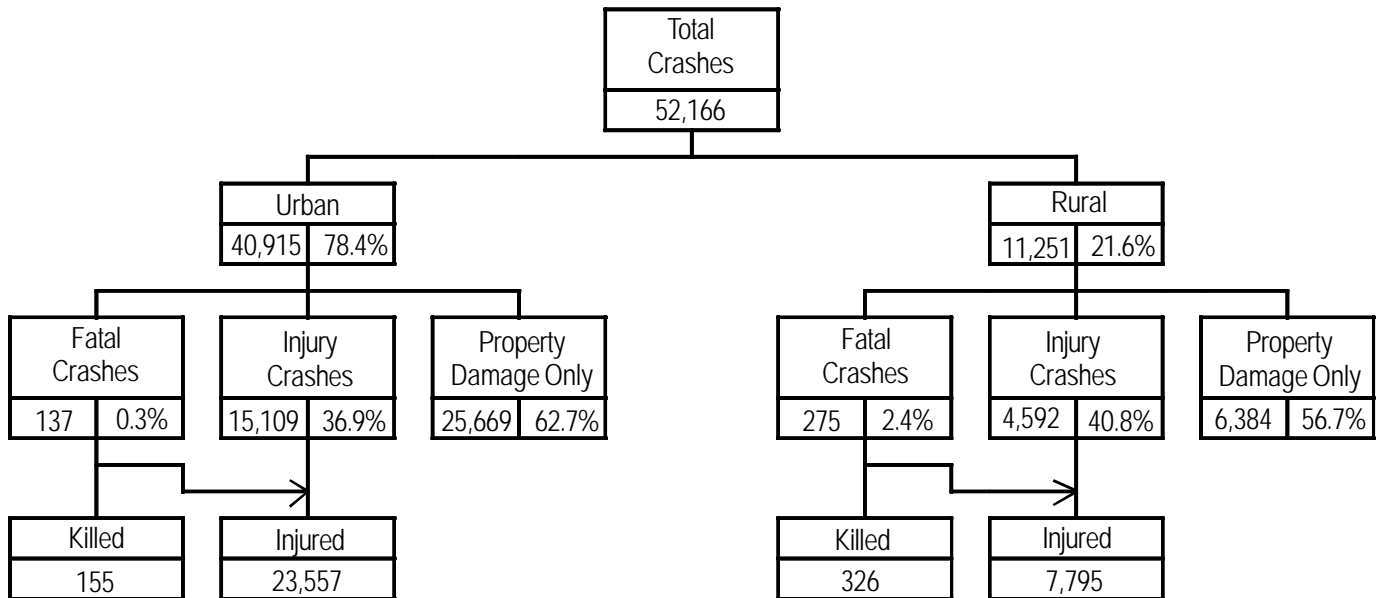 Total
Crashes
52,166
Urban
40,915 78.4%
Rural
11,251 21.6%
Fatal
Crashes
137 0.3%
Injury
Crashes
15,109 36.9%
Property
Damage Only
25,669 62.7%
Fatal
Crashes
275 2.4%
Injury
Crashes
4,592 40.8%
Property
Damage Only
6,384 56.7%
Killed
155
Injured
23,557
Killed
326
Injured
7,795